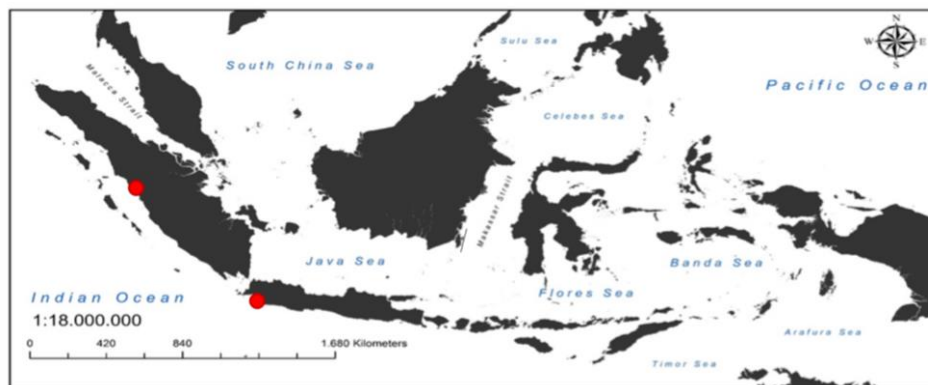 N
W E
S
Sulu Sea
South China Sea
Melacca Strait
Pacific Ocean
Celebes Sea
Makassar Strait
Java Sea
Banda Sea
Indian Ocean
Flores Sea
1:18.000.000
Arafura Sea
0 420 840 1.680 Kilometers
Timor Sea